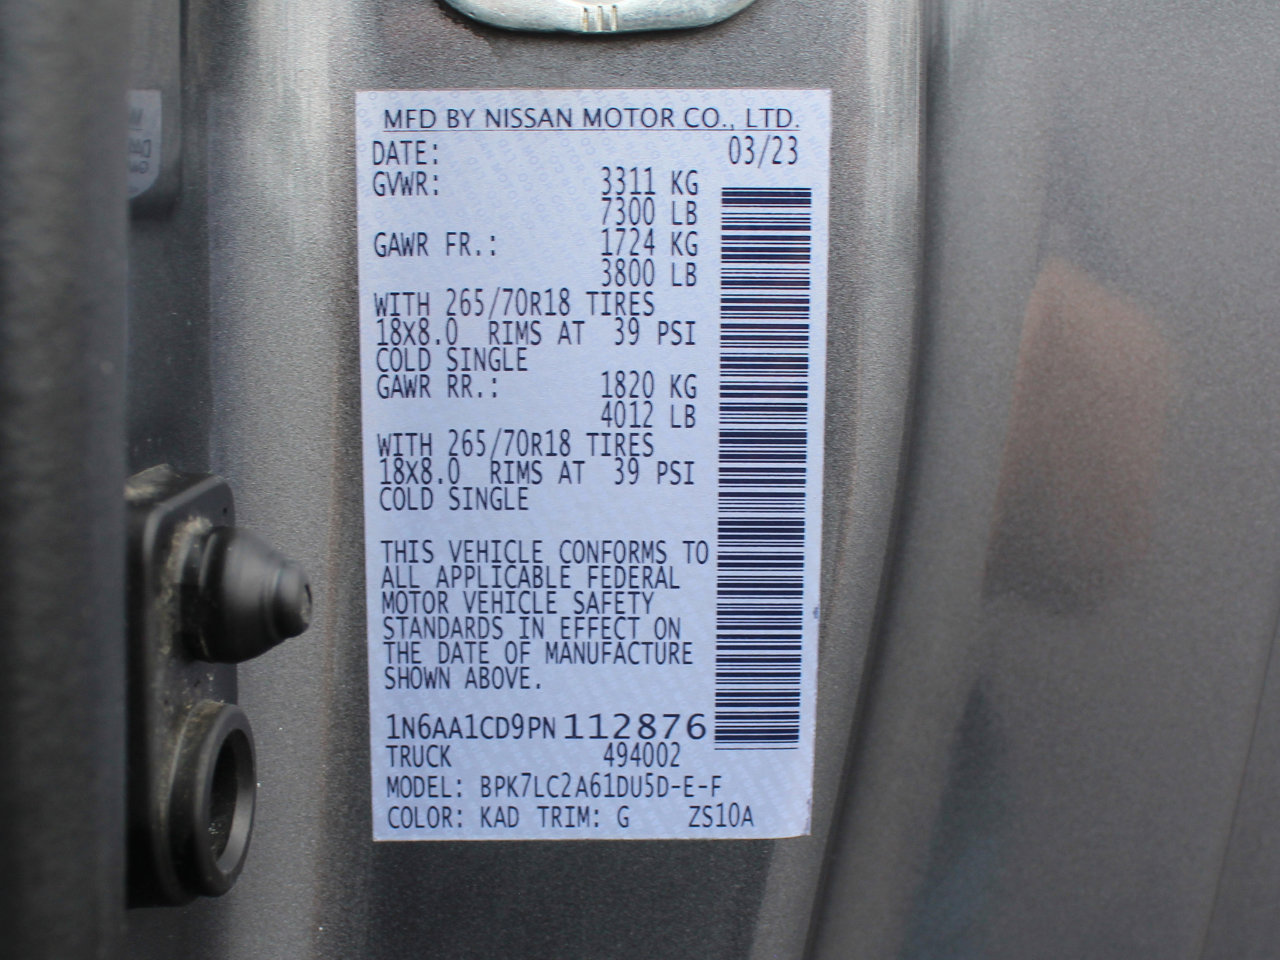 MFD BY NISSAN MOTOR CO., LTD.
DATE: 03/23
GVWR: 3311 KG
7300 LB
GAWR FR.: 1724 KG
3800 LB
WITH 265/70R18 TIRES
18X8.0 RIMS AT 39 PSI
COLD SINGLE
GAWR RR.: 1820 KG
4012 LB
WITH 265/70R18 TIRES
18X8.0 RIMS AT 39 PSI
COLD SINGLE
THIS VEHICLE CONFORMS TO
ALL APPLICABLE FEDERAL
MOTOR VEHICLE SAFETY
STANDARDS IN EFFECT ON
THE DATE OF MANUFACTURE
SHOWN ABOVE.
1N6AA1CD9PN112876
TRUCK 494002
MODEL: BPK7LC2A61DU5D-E-F
COLOR: KAD TRIM: G ZS10A